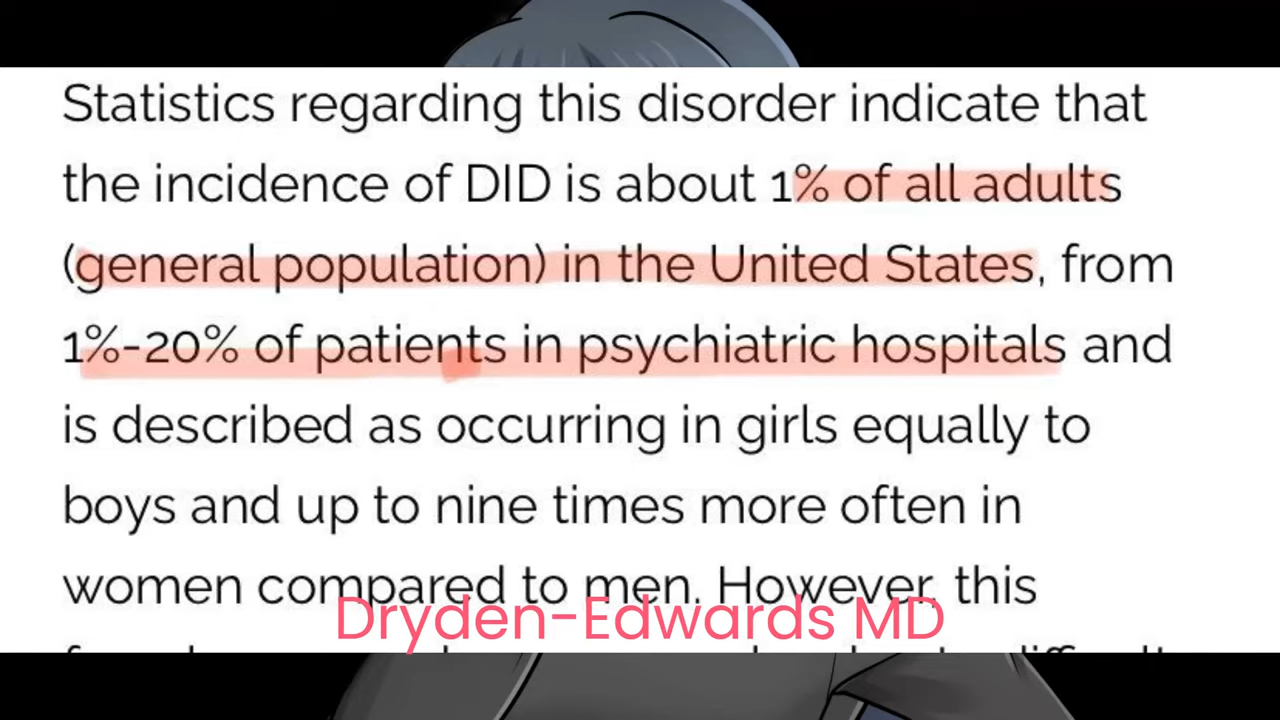 Statistics regarding this disorder indicate that
the incidence of DID is about 1% of all adults
(general population) in the United States, from
1%-20% of patients in psychiatric hospitals and
is described as occurring in girls equally to
boys and up to nine times more often in
women compared to men. However, this
Dryden-Edwards MD